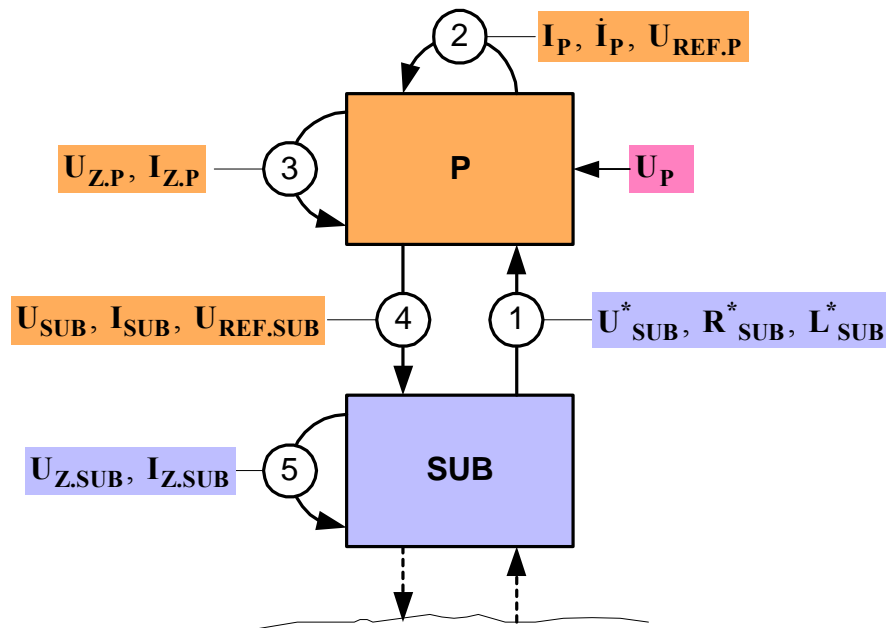 2 I_P, İ_P, U_REF.P
3 U_Z.P, I_Z.P
P
U_P
4 U_SUB, I_SUB, U_REF.SUB
1 U*_SUB, R*_SUB, L*_SUB
5 U_Z.SUB, I_Z.SUB
SUB